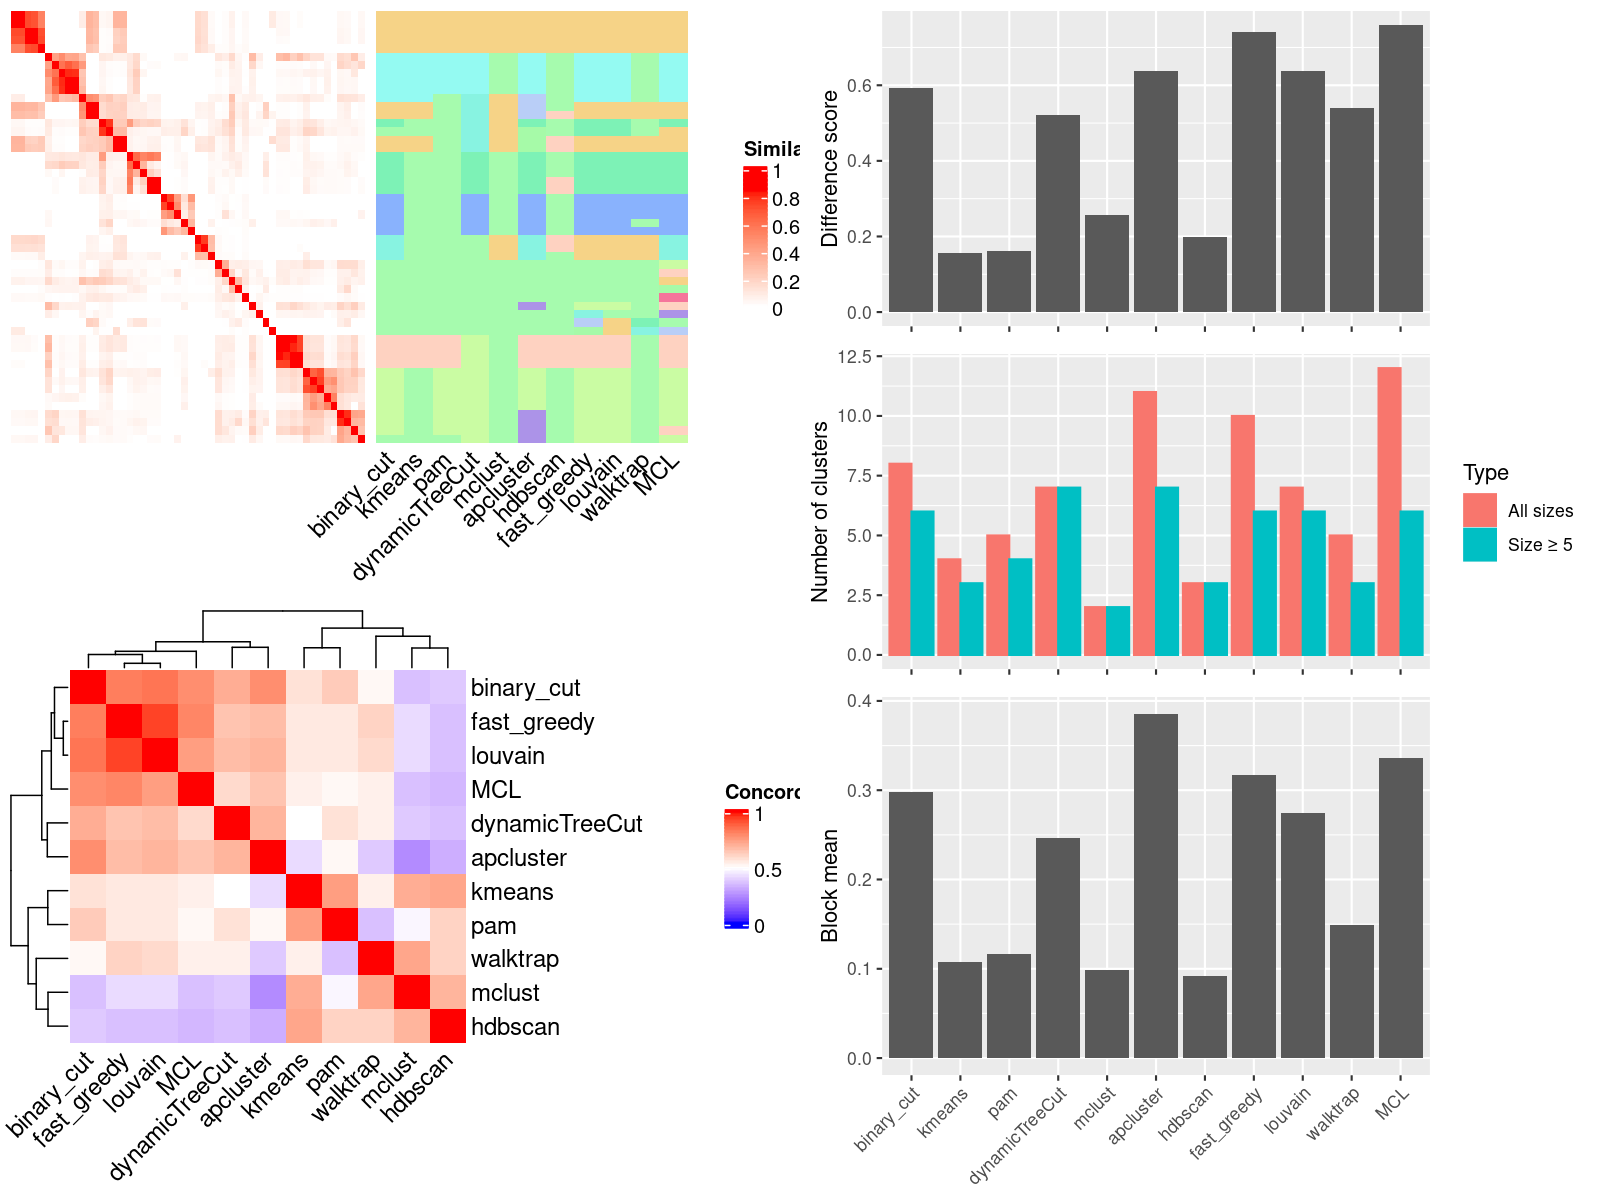 Simila
1
0.8
0.6
0.4
0.2
0
binary_cut
kmeans
pam
dynamicTreeCut
mclust
apcluster
hdbscan
fast_greedy
louvain
walktrap
MCL
binary_cut
fast_greedy
louvain
MCL
dynamicTreeCut
apcluster
kmeans
pam
walktrap
mclust
hdbscan
binary_cut
fast_greedy
louvain
MCL
dynamicTreeCut
apcluster
kmeans
pam
walktrap
mclust
hdbscan
Concord
1
0.5
0
Difference score
0.6
0.4
0.2
0.0
Number of clusters
12.5
10.0
7.5
5.0
2.5
0.0
Type
All sizes
Size ≥ 5
Block mean
0.4
0.3
0.2
0.1
0.0
binary_cut
kmeans
pam
dynamicTreeCut
mclust
apcluster
hdbscan
fast_greedy
louvain
walktrap
MCL